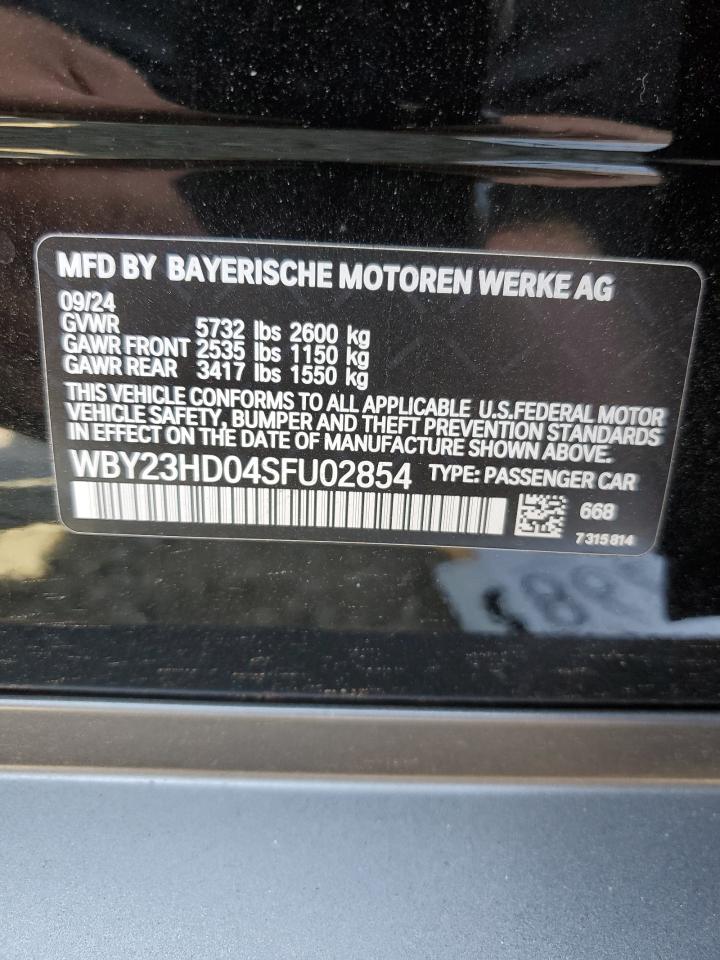 MFD BY BAYERISCHE MOTOREN WERKE AG
09/24
GVWR 5732 lbs 2600 kg
GAWR FRONT 2535 lbs 1150 kg
GAWR REAR 3417 lbs 1550 kg
THIS VEHICLE CONFORMS TO ALL APPLICABLE U.S.FEDERAL MOTOR
VEHICLE SAFETY, BUMPER AND THEFT PREVENTION STANDARDS
IN EFFECT ON THE DATE OF MANUFACTURE SHOWN ABOVE.
WBY23HD04SFU02854 TYPE: PASSENGER CAR
668
7 315 814